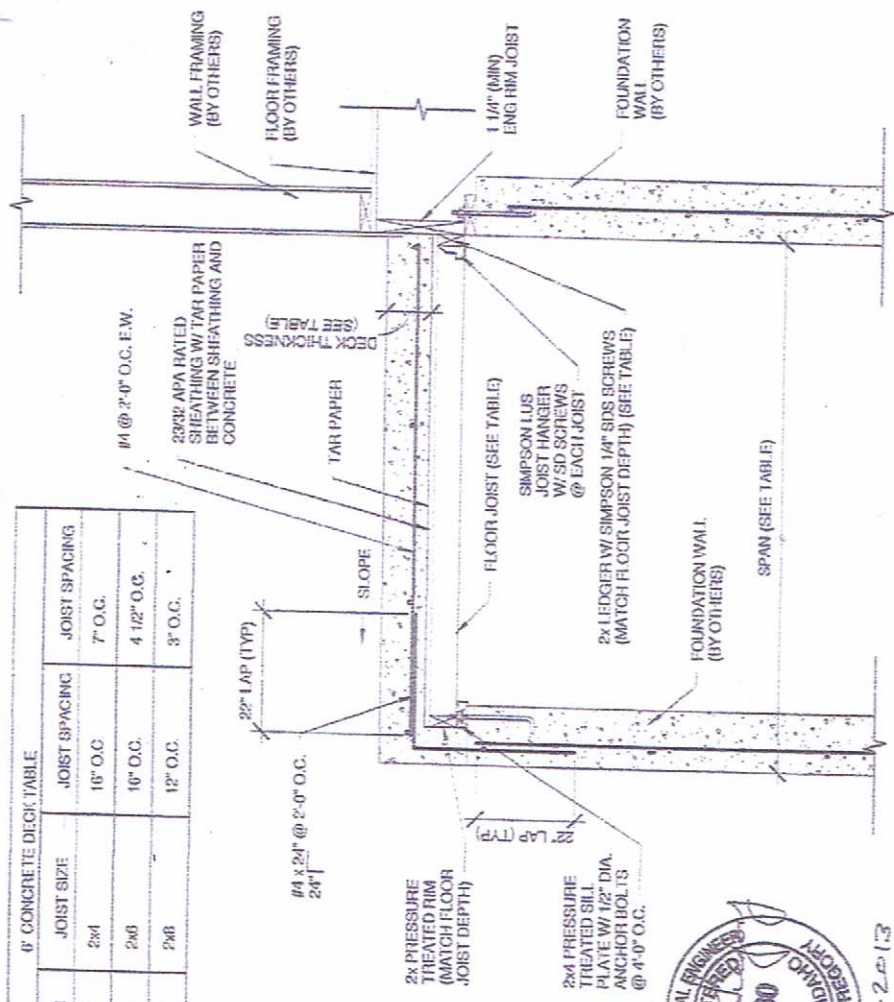 6' CONCRETE DECK TABLE
JOIST SIZE JOIST SPACING JOIST SPACING
2x4 16" O.C 7" O.C.
2x6 16" O.C. 4 1/2" O.C.
2x8 12" O.C. 3" O.C.
#4 x 24" @ 2'-0" O.C.
24"
22" LAP (TYP)
SLOPE
#4 @ 2'-0" O.C. E.W.
23/32 APA RATED
SHEATHING W/ TAR PAPER
BETWEEN SHEATHING AND
CONCRETE
TAR PAPER
DECK THICKNESS
(SEE TABLE)
WALL FRAMING
(BY OTHERS)
FLOOR FRAMING
(BY OTHERS)
1 1/4" (MIN)
ENG RIM JOIST
FOUNDATION
WALL
(BY OTHERS)
2x PRESSURE
TREATED RIM
(MATCH FLOOR
JOIST DEPTH)
22" LAP (TYP)
FLOOR JOIST (SEE TABLE)
SIMPSON LUS
JOIST HANGER
W/ SD SCREWS
@ EACH JOIST
2x LEDGER W/ SIMPSON 1/4" SDS SCREWS
(MATCH FLOOR JOIST DEPTH) (SEE TABLE)
2x4 PRESSURE
TREATED SILL
PLATE W/ 1/2" DIA.
ANCHOR BOLTS
@ 4'-0" O.C.
FOUNDATION WALL
(BY OTHERS)
SPAN (SEE TABLE)
AL ENGINEER
IDAHO
REGORY
2013